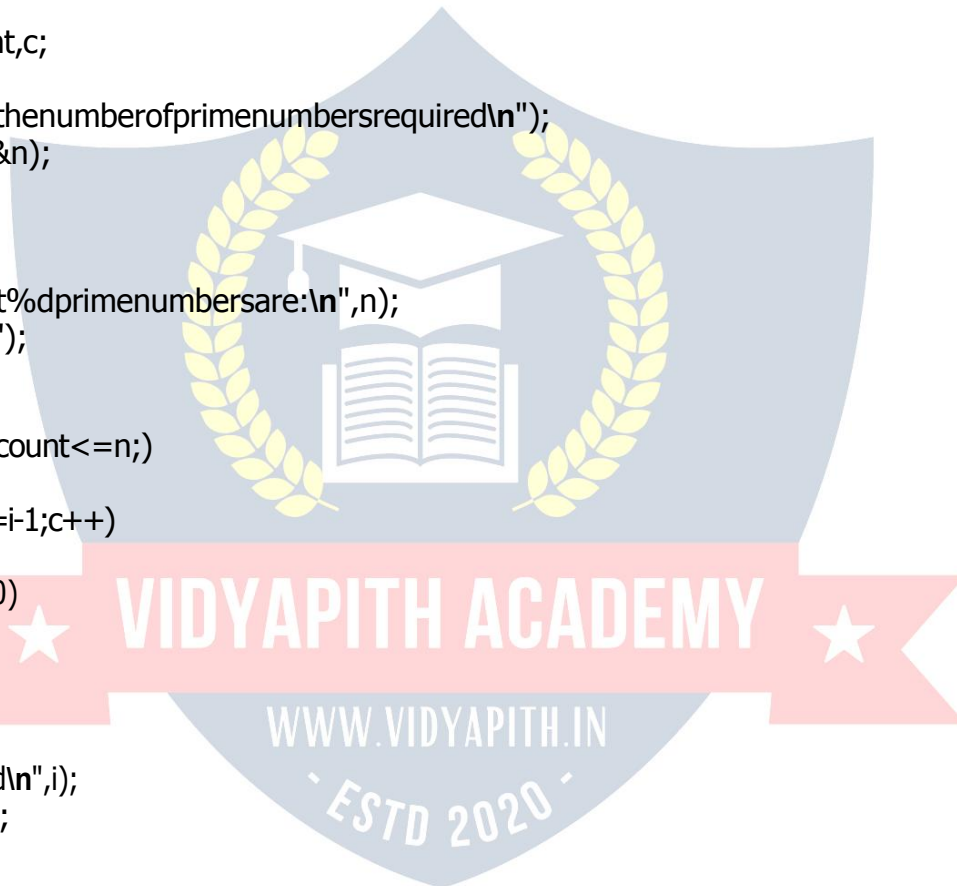 nt,c;
thenumberofprimenumbersrequired\n");
&n);
t%dprimenumbersare:\n",n);
");
count<=n;)
=i-1;c++)
0)
VIDYAPITH ACADEMY
WWW.VIDYAPITH.IN
d\n",i);
;
- ESTD 2020 -